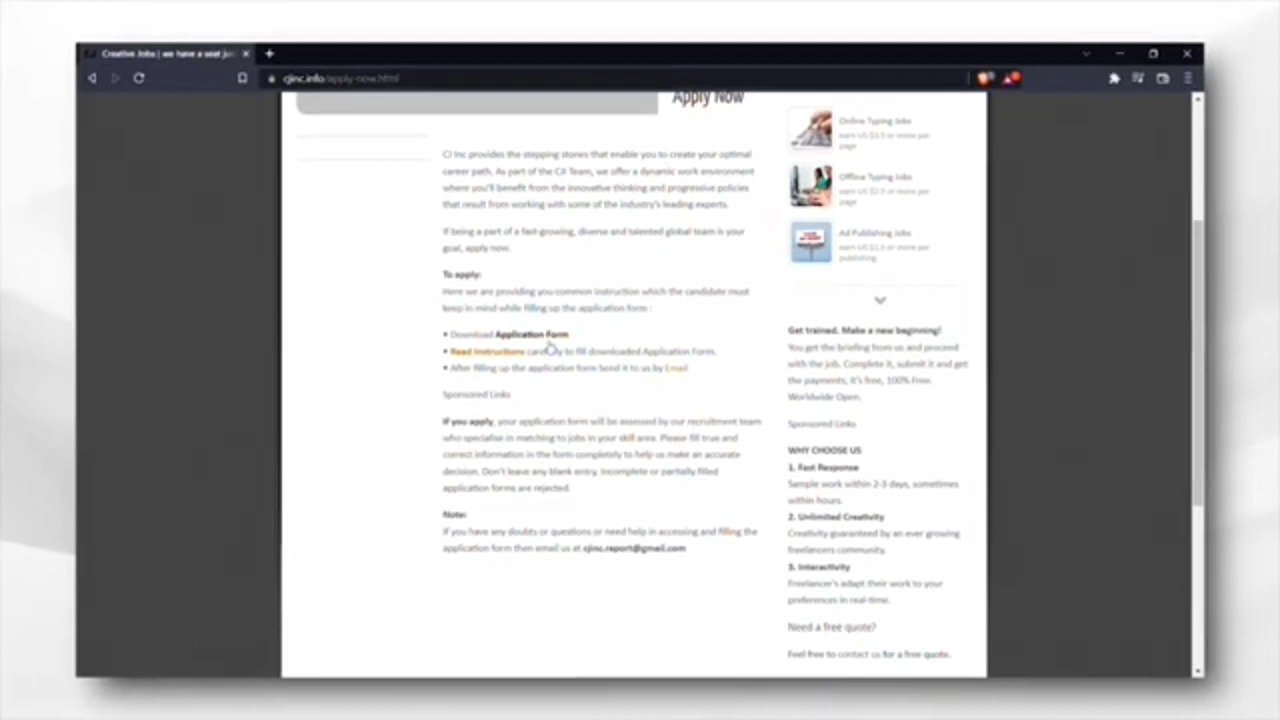 Creative Jobs | we have a seat jus
cjinc.info/apply-now.html
Apply Now
CJ Inc provides the stepping stones that enable you to create your optimal
career path. As part of the CJI Team, we offer a dynamic work environment
where you'll benefit from the innovative thinking and progressive policies
that result from working with some of the industry's leading experts.
If being a part of a fast-growing, diverse and talented global team is your
goal, apply now.
To apply:
Here we are providing you common instruction which the candidate must
keep in mind while filling up the application form :
• Download Application Form
• Read Instructions carefully to fill downloaded Application Form.
• After filling up the application form Send it to us by Email
Sponsored Links
If you apply, your application form will be assessed by our recruitment team
who specialise in matching to jobs in your skill area. Please fill true and
correct information in the form completely to help us make an accurate
decision. Don't leave any blank entry. Incomplete or partially filled
application forms are rejected.
Note:
If you have any doubts or questions or need help in accessing and filling the
application form then email us at cjinc.report@gmail.com
Online Typing Jobs
earn US $3.5 or more per
page
Offline Typing Jobs
earn US $2.5 or more per
page
Ad Publishing Jobs
earn US $1.5 or more per
publishing
Get trained. Make a new beginning!
You get the briefing from us and proceed
with the job. Complete it, submit it and get
the payments, it's free, 100% Free.
Worldwide Open.
Sponsored Links
WHY CHOOSE US
1. Fast Response
Sample work within 2-3 days, sometimes
within hours.
2. Unlimited Creativity
Creativity guaranteed by an ever growing
freelancers community.
3. Interactivity
Freelancer's adapt their work to your
preferences in real-time.
Need a free quote?
Feel free to contact us for a free quote.